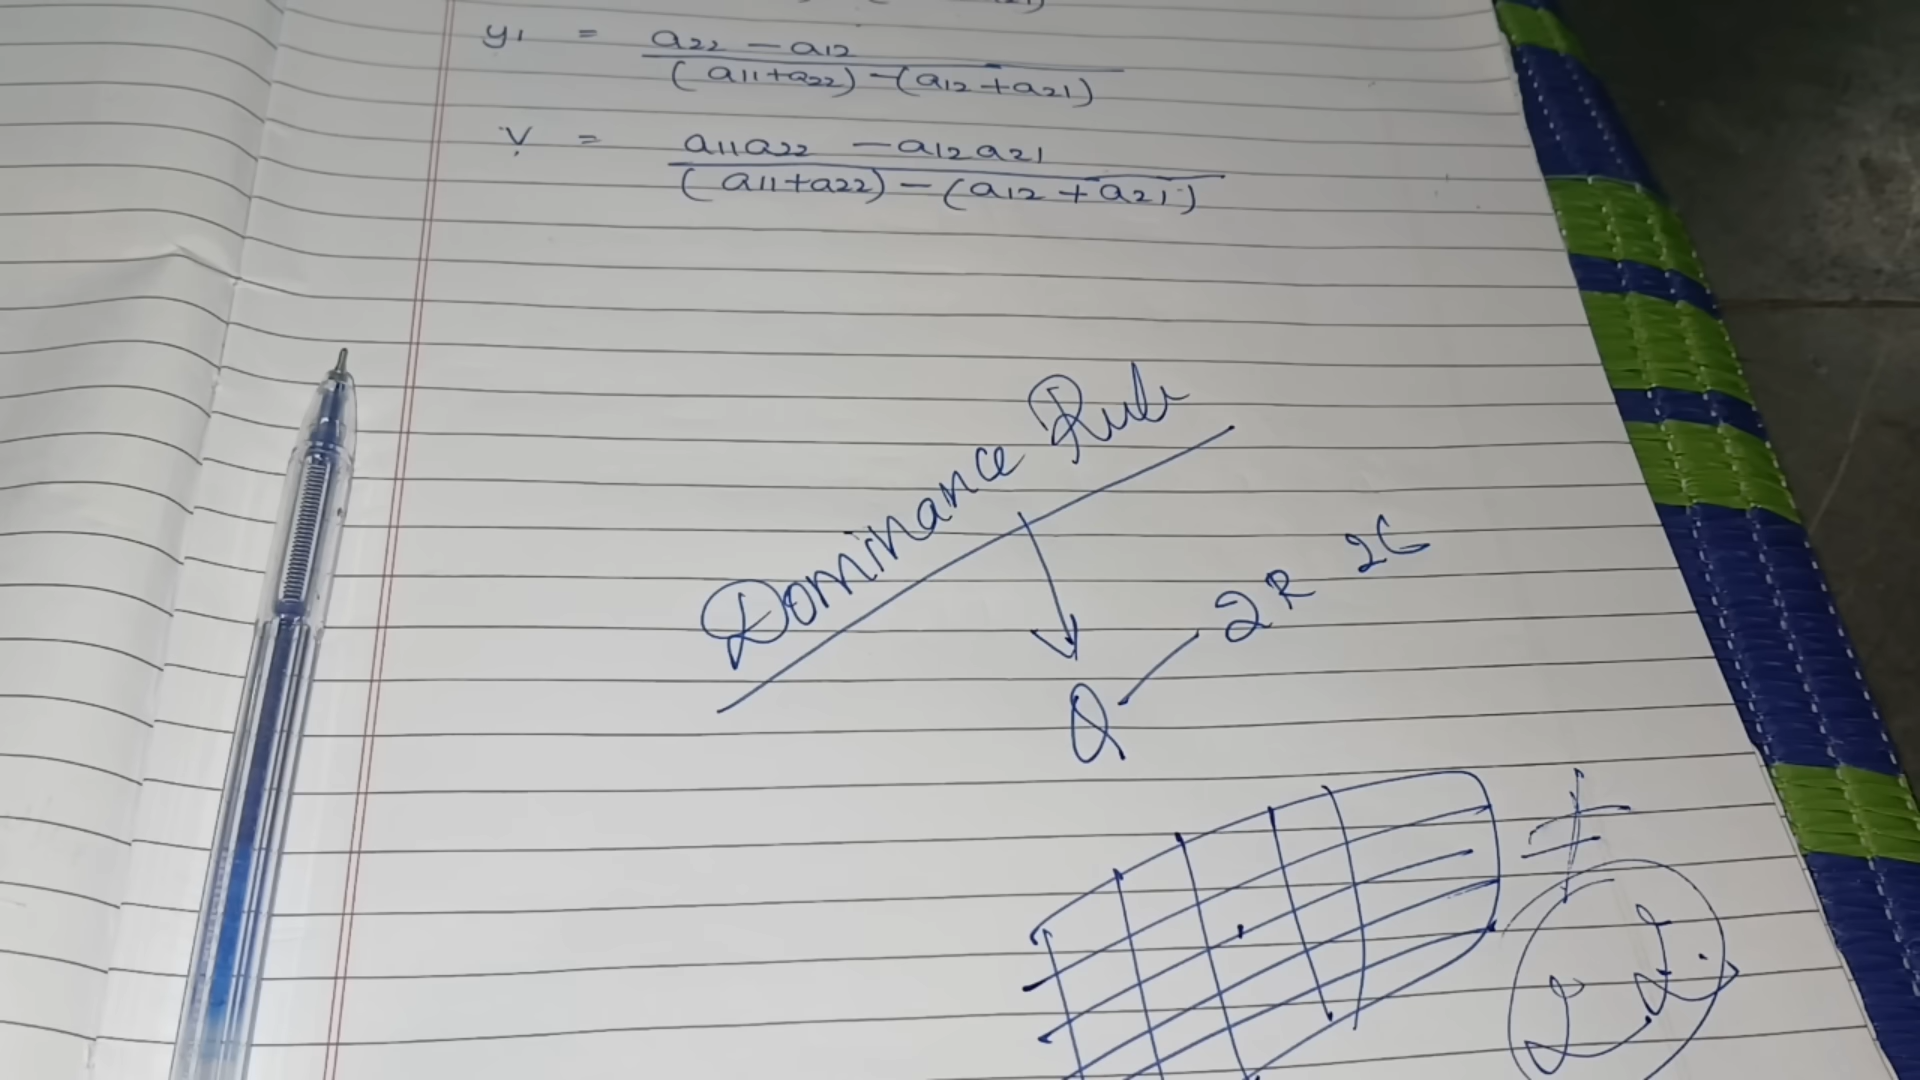 y1 = a22 - a12
(a11+a22) - (a12+a21)
V = a11a22 - a12a21
(a11+a22) - (a12+a21)
Dominance Rule
2R 2C
Q